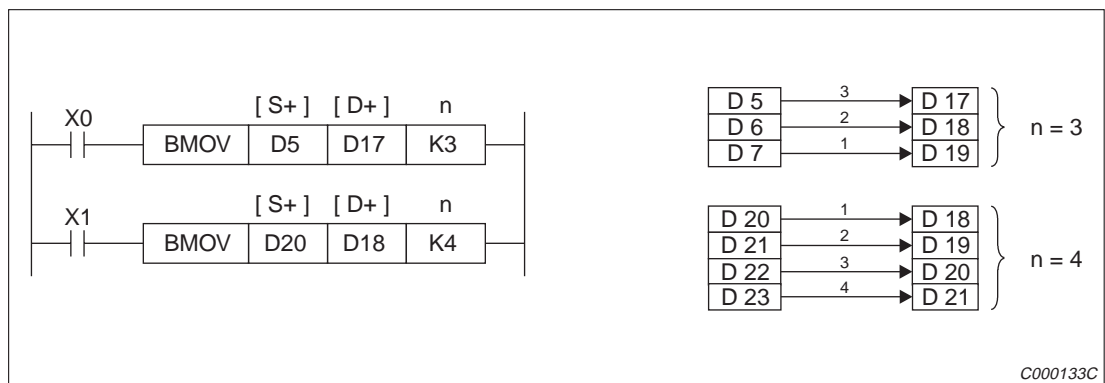 [ S+ ] [ D+ ] n
X0
BMOV D5 D17 K3
[ S+ ] [ D+ ] n
X1
BMOV D20 D18 K4
D 5 3 D 17
D 6 2 D 18 n = 3
D 7 1 D 19
D 20 1 D 18
D 21 2 D 19
n = 4
D 22 3 D 20
D 23 4 D 21
C000133C